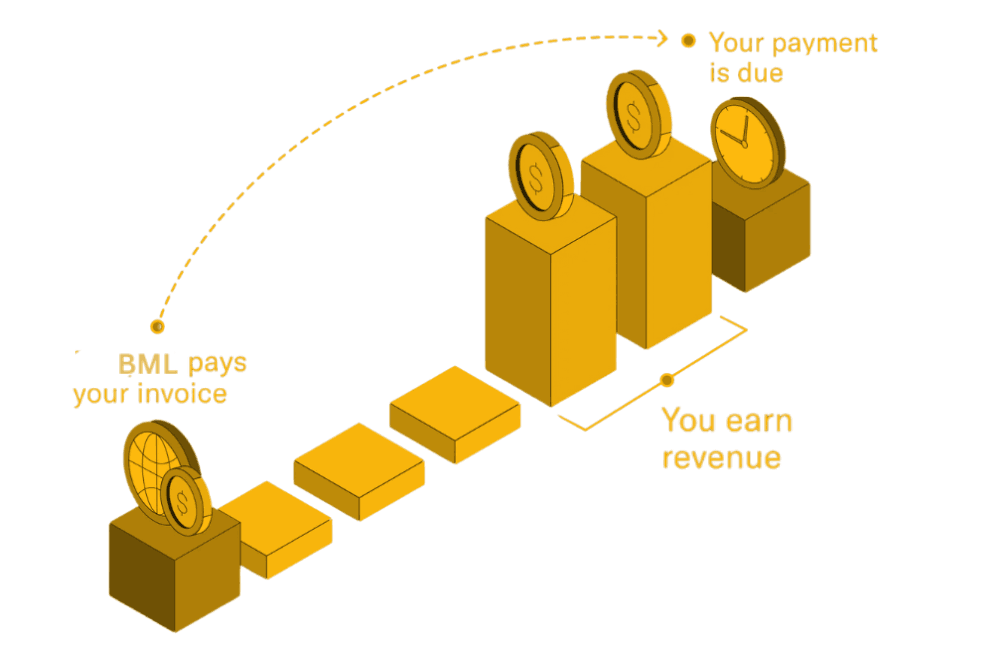 Your payment
is due
BML pays
your invoice
You earn
revenue